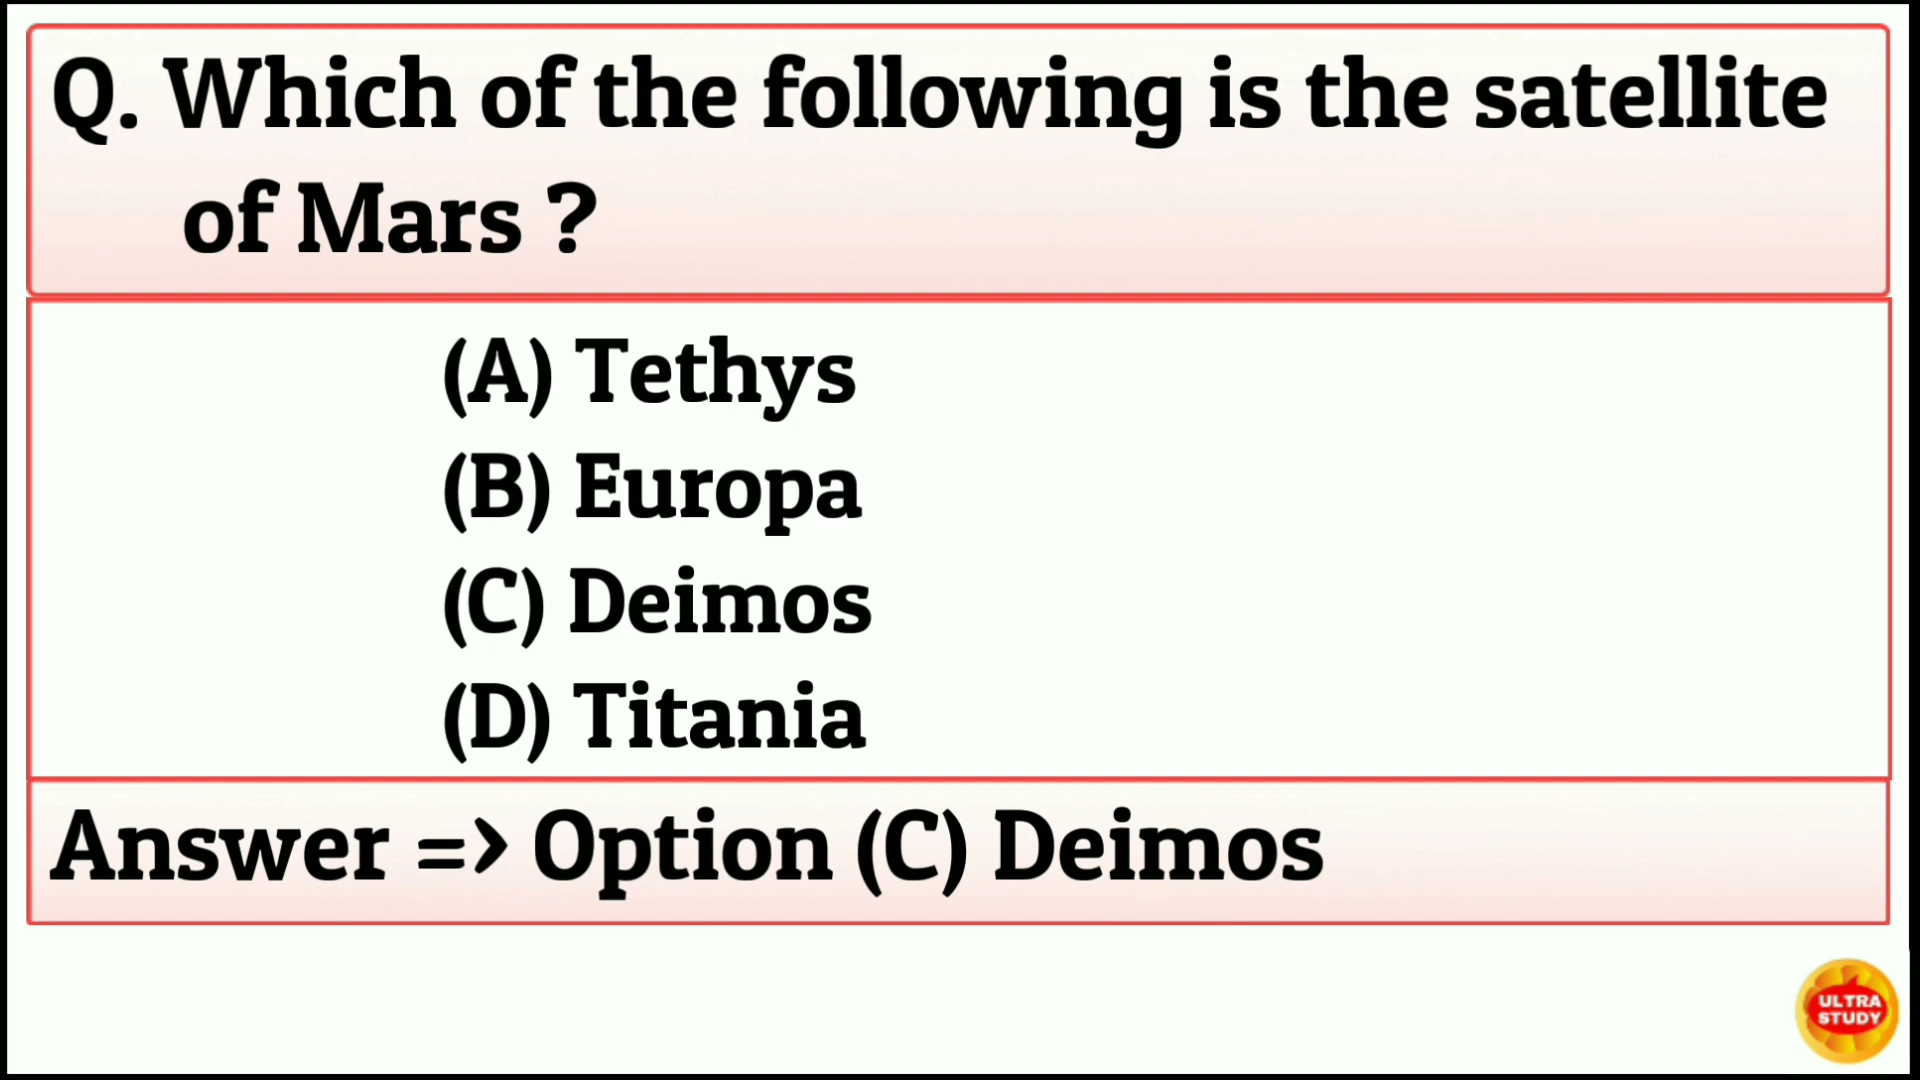 Q. Which of the following is the satellite
of Mars ?
(A) Tethys
(B) Europa
(C) Deimos
(D) Titania
Answer => Option (C) Deimos
ULTRA
STUDY